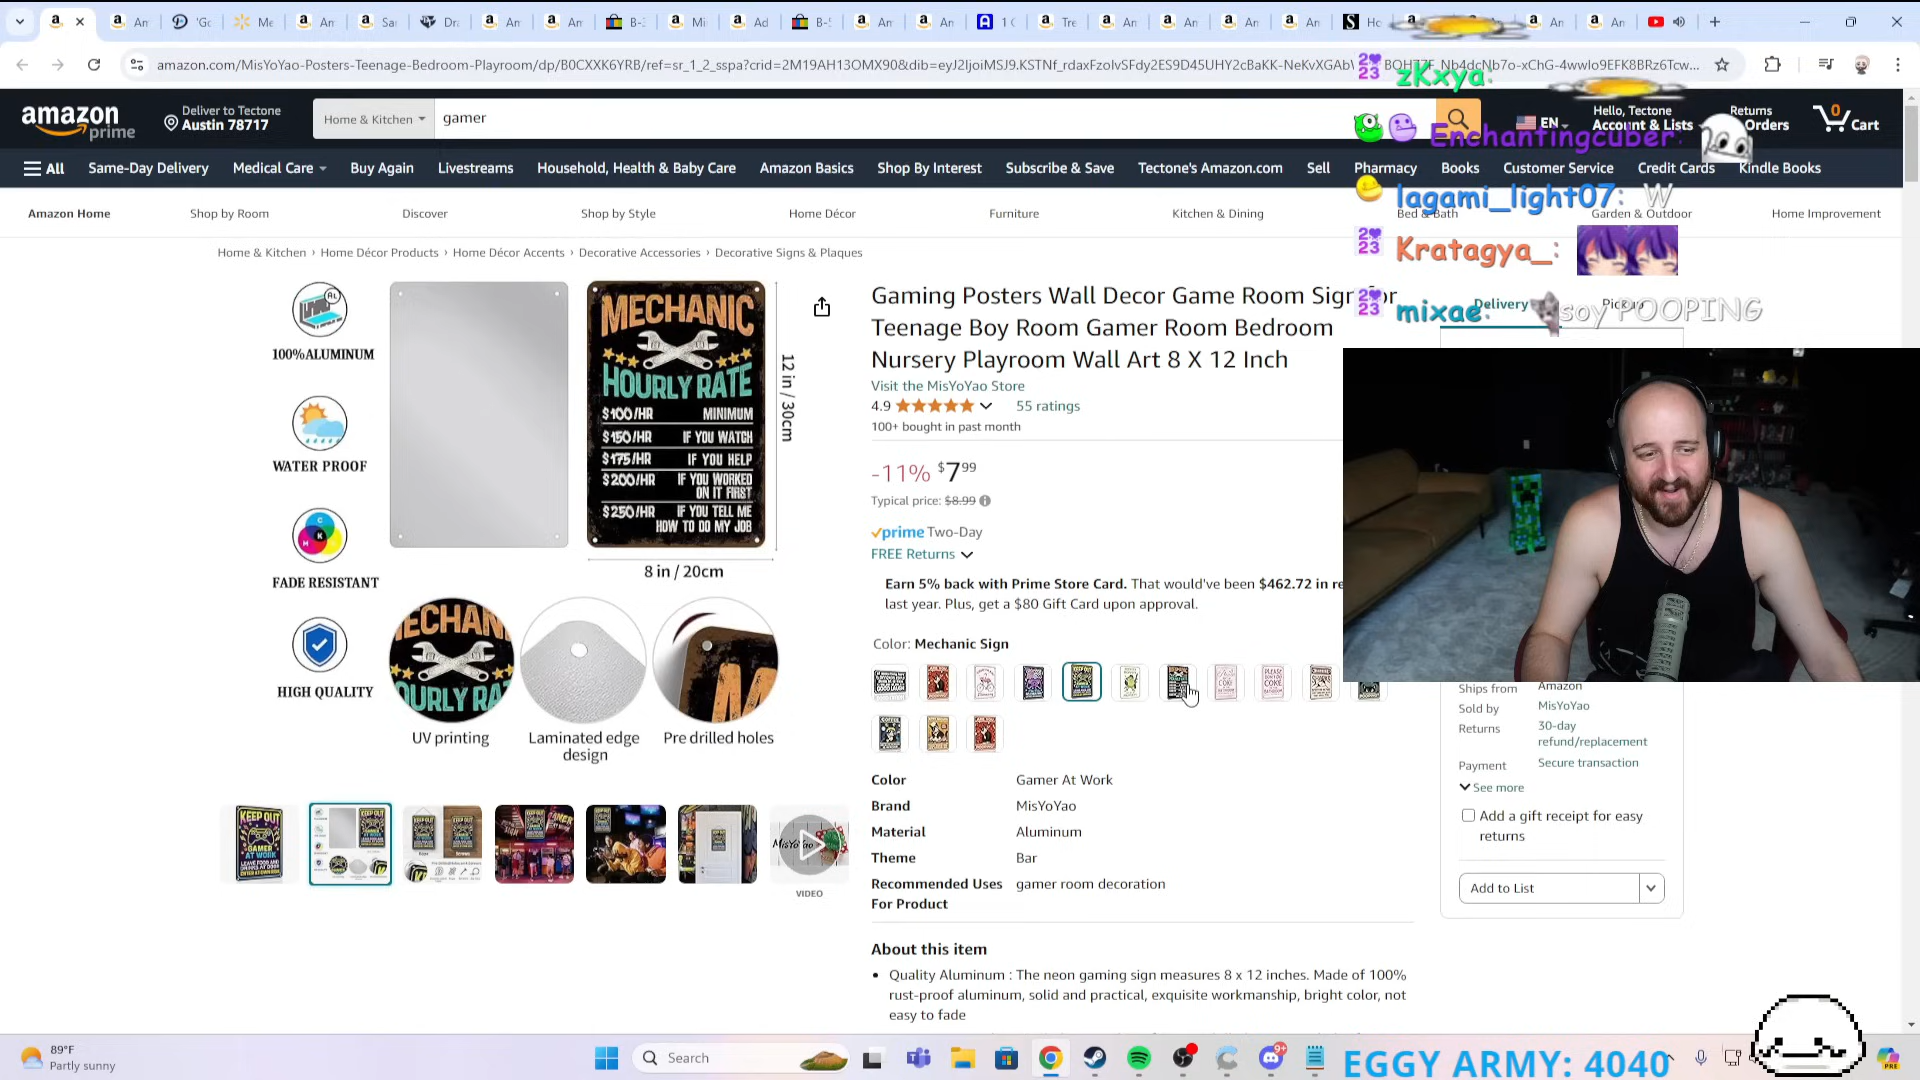 amazon.com/MisYoYao-Posters-Teenage-Bedroom-Playroom/dp/B0CXXK6YRB/ref=sr_1_2_sspa?crid=2M19AH13OMX90&dib=
amazon prime
Deliver to Tectone
Austin 78717
Home & Kitchen
gamer
EN
Hello, Tectone
Account & Lists
Returns
Orders
0
Cart
All
Same-Day Delivery
Medical Care
Buy Again
Livestreams
Household, Health & Baby Care
Amazon Basics
Shop By Interest
Subscribe & Save
Tectone's Amazon.com
Sell
Pharmacy
Books
Customer Service
Credit Cards
Kindle Books
Amazon Home
Shop by Room
Discover
Shop by Style
Home Décor
Furniture
Kitchen & Dining
Bed & Bath
Garden & Outdoor
Home Improvement
zKxya:
Enchantingcuber:
lagami_light07: W
Kratagya_:
mixae: soy POOPING
Home & Kitchen › Home Décor Products › Home Décor Accents › Decorative Accessories › Decorative Signs & Plaques
100%ALUMINUM
WATER PROOF
FADE RESISTANT
HIGH QUALITY
MECHANIC
HOURLY RATE
$100/HR MINIMUM
$150/HR IF YOU WATCH
$175/HR IF YOU HELP
$200/HR IF YOU WORKED
ON IT FIRST
$250/HR IF YOU TELL ME
HOW TO DO MY JOB
12 in / 30cm
8 in / 20cm
UV printing
Laminated edge
design
Pre drilled holes
VIDEO
Gaming Posters Wall Decor Game Room Sign for
Teenage Boy Room Gamer Room Bedroom
Nursery Playroom Wall Art 8 X 12 Inch
Visit the MisYoYao Store
4.9
55 ratings
100+ bought in past month
-11% $799
Typical price: $8.99
prime Two-Day
FREE Returns
Earn 5% back with Prime Store Card. That would've been $462.72 in re
last year. Plus, get a $80 Gift Card upon approval.
Color: Mechanic Sign
Color Gamer At Work
Brand MisYoYao
Material Aluminum
Theme Bar
Recommended Uses
For Product gamer room decoration
About this item
Quality Aluminum : The neon gaming sign measures 8 x 12 inches. Made of 100%
rust-proof aluminum, solid and practical, exquisite workmanship, bright color, not
easy to fade
Delivery
Ships from Amazon
Sold by MisYoYao
Returns 30-day
refund/replacement
Payment Secure transaction
See more
Add a gift receipt for easy
returns
Add to List
89°F
Partly sunny
Search
EGGY ARMY: 4040